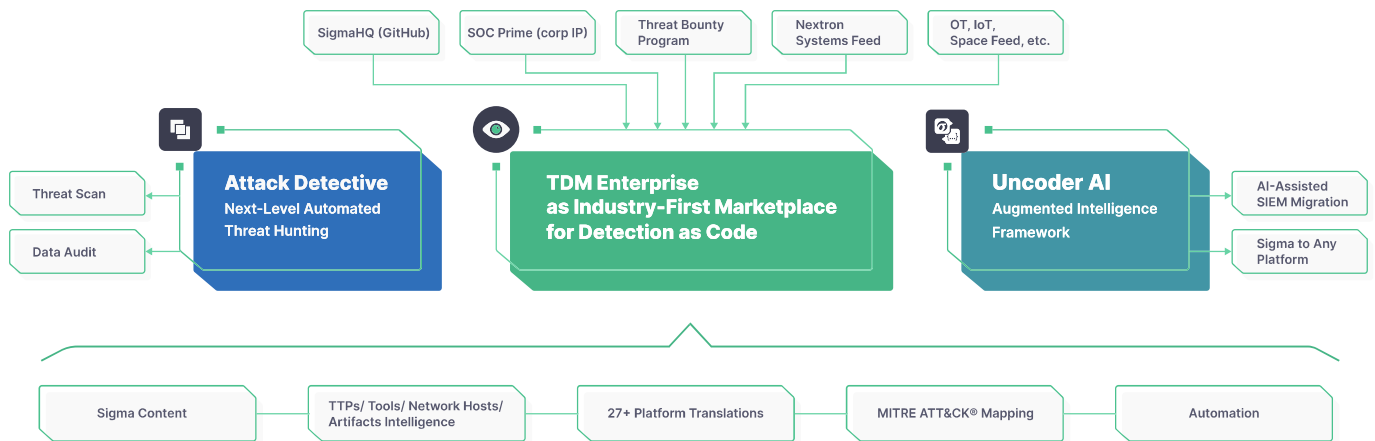 SigmaHQ (GitHub)
SOC Prime (corp IP)
Threat Bounty
Program
Nextron
Systems Feed
OT, IoT,
Space Feed, etc.
Threat Scan
Data Audit
Attack Detective
Next-Level Automated
Threat Hunting
TDM Enterprise
as Industry-First Marketplace
for Detection as Code
Uncoder AI
Augmented Intelligence
Framework
AI-Assisted
SIEM Migration
Sigma to Any
Platform
Sigma Content
TTPs/ Tools/ Network Hosts/
Artifacts Intelligence
27+ Platform Translations
MITRE ATT&CK® Mapping
Automation